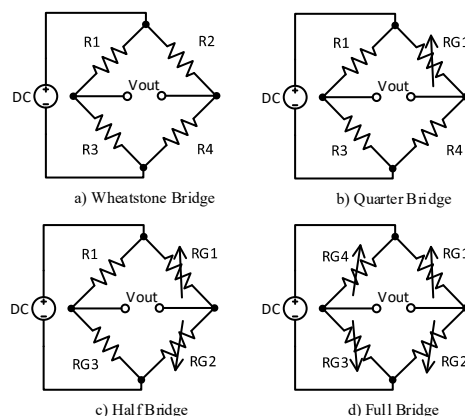 R1
R2
DC
+
-
Vout
R3
R4
a) Wheatstone Bridge
R1
RG1
DC
+
-
Vout
R3
R4
b) Quarter Bridge
R1
RG1
DC
+
-
Vout
RG3
RG2
c) Half Bridge
RG4
RG1
DC
+
-
Vout
RG3
RG2
d) Full Bridge